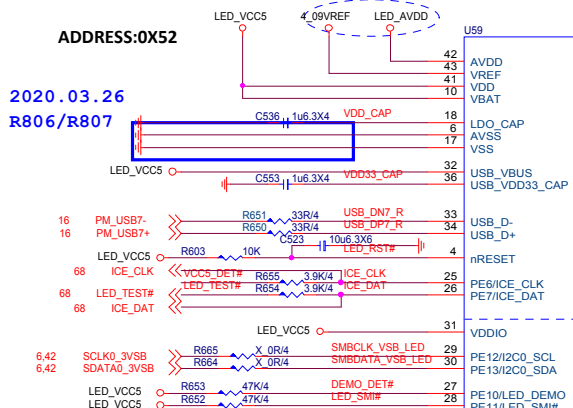 LED_VCC5 4_09VREF LED_AVDD
U59
ADDRESS:0X52
42 AVDD
43 VREF
41 VDD
10 VBAT
2020.03.26
R806/R807
C536 1u6.3X4 VDD_CAP 18 LDO_CAP
6 AVSS
17 VSS
LED_VCC5 32 USB_VBUS
C553 1u6.3X4 VDD33_CAP 36 USB_VDD33_CAP
16 PM_USB7- R651 33R/4 USB_DN7_R 33 USB_D-
16 PM_USB7+ R650 33R/4 USB_DP7_R 34 USB_D+
C523 10u6.3X6
LED_VCC5 R603 10K LED_RST# 4 nRESET
68 ICE_CLK VCC5_DET# R655 3.9K/4 ICE_CLK 25 PE6/ICE_CLK
68 LED_TEST# LED_TEST# R654 3.9K/4 ICE_DAT 26 PE7/ICE_DAT
68 ICE_DAT
LED_VCC5 31 VDDIO
6,42 SCLK0_3VSB R665 X_0R/4 SMBCLK_VSB_LED 29 PE12/I2C0_SCL
6,42 SDATA0_3VSB R664 X_0R/4 SMBDATA_VSB_LED 30 PE13/I2C0_SDA
LED_VCC5 R653 47K/4 DEMO_DET# 27 PE10/LED_DEMO
LED_VCC5 R652 47K/4 LED_SMI# 28 PE11/LED_SMI#